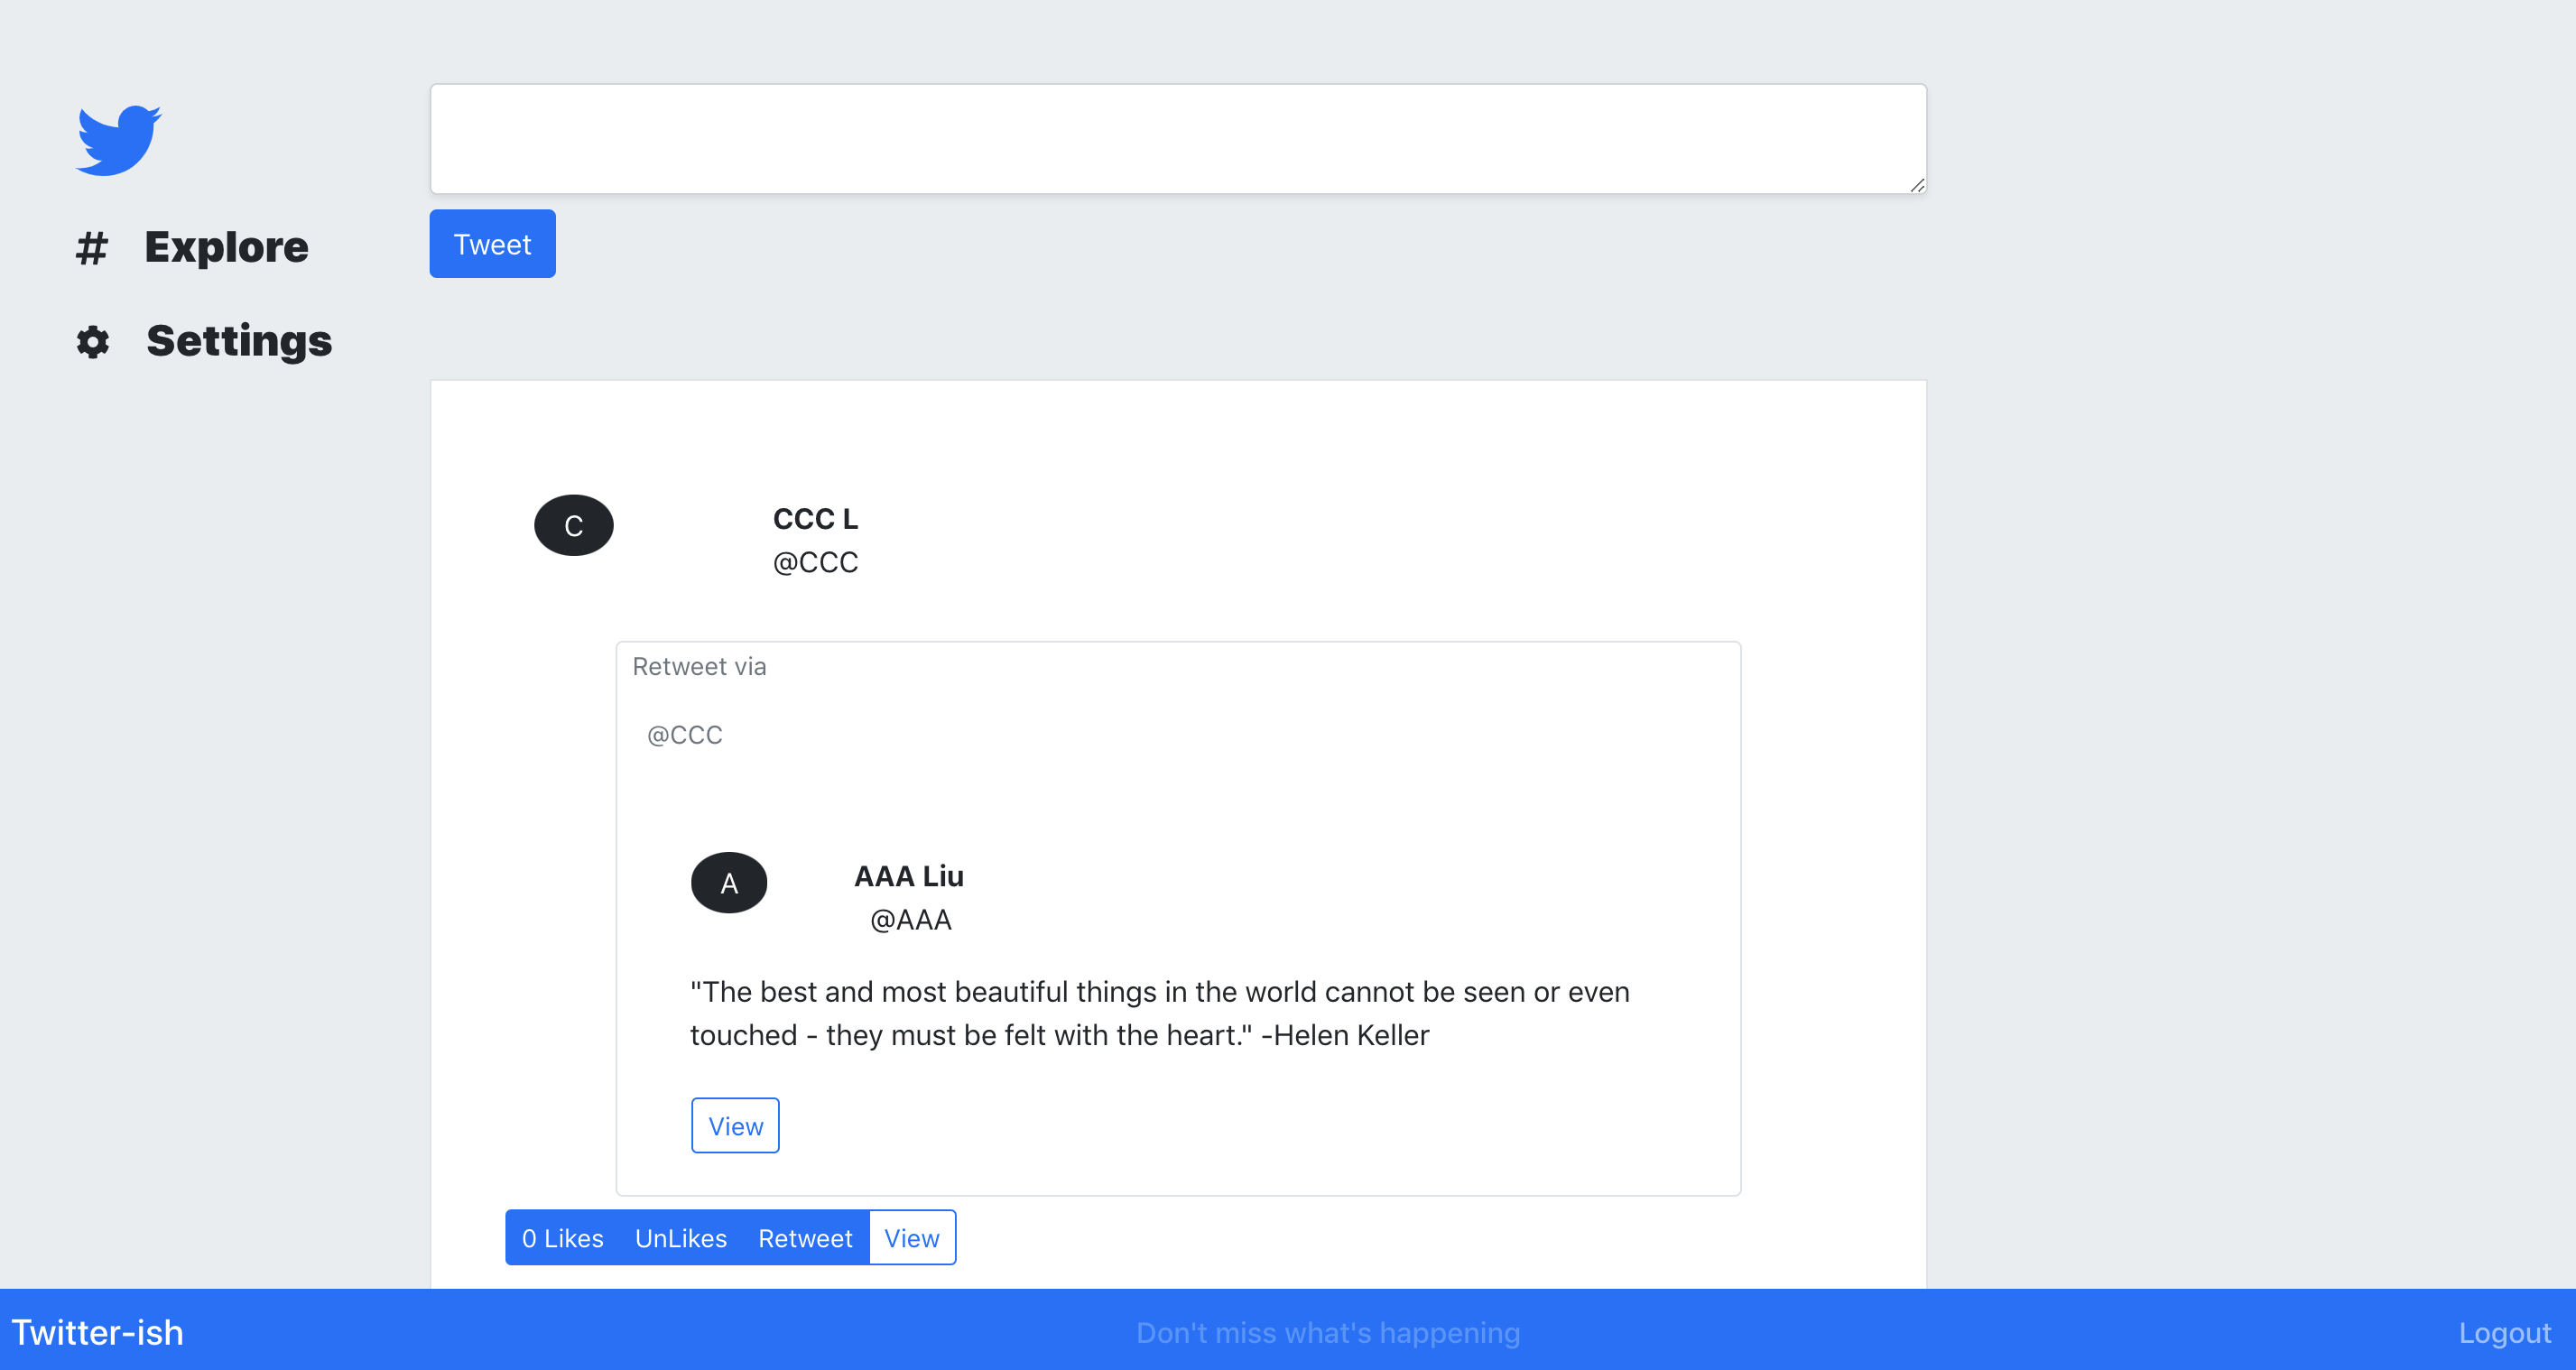 # Explore
Settings
Tweet
C
CCC L
@CCC
Retweet via
@CCC
A
AAA Liu
@AAA
"The best and most beautiful things in the world cannot be seen or even
touched - they must be felt with the heart." -Helen Keller
View
0 Likes UnLikes Retweet View
Twitter-ish Don't miss what's happening Logout